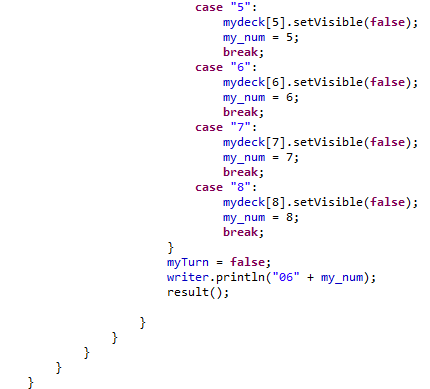 case "5":
mydeck[5].setVisible(false);
my_num = 5;
break;
case "6":
mydeck[6].setVisible(false);
my_num = 6;
break;
case "7":
mydeck[7].setVisible(false);
my_num = 7;
break;
case "8":
mydeck[8].setVisible(false);
my_num = 8;
break;
}
myTurn = false;
writer.println("06" + my_num);
result();
}
}
}
}
}